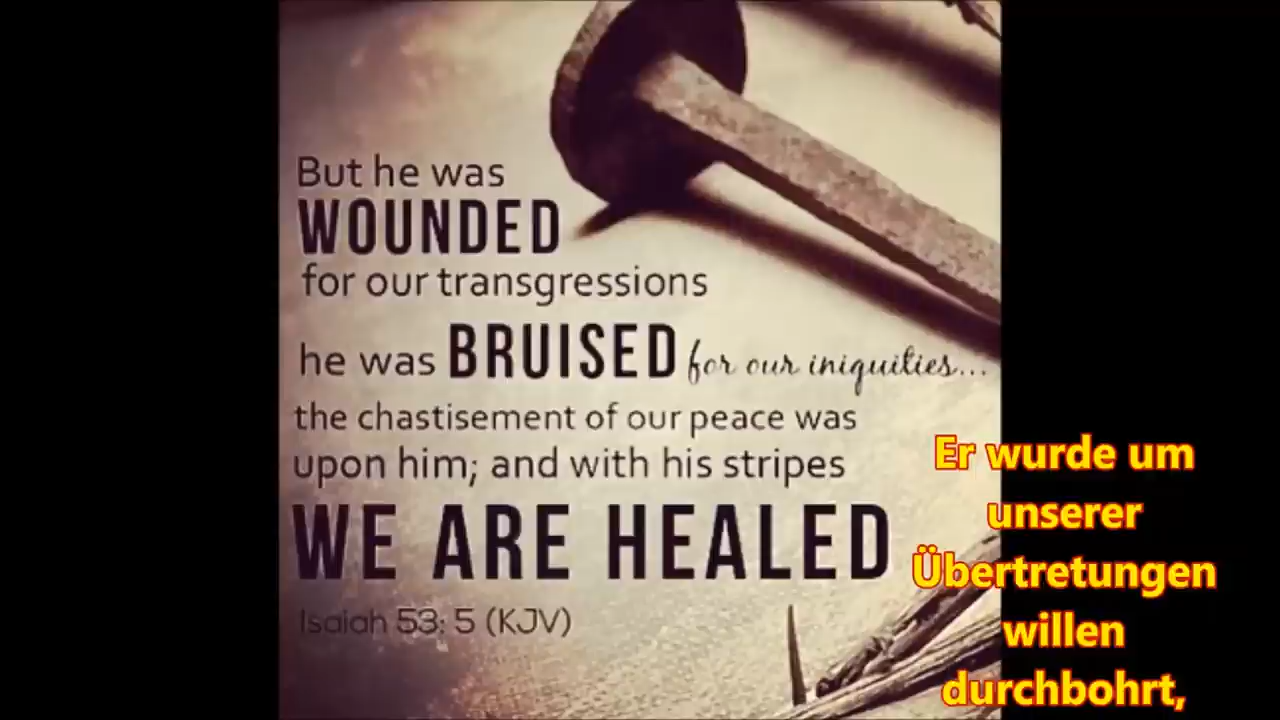 But he was
WOUNDED
for our transgressions
he was BRUISED for our iniquities...
the chastisement of our peace was
upon him; and with his stripes
WE ARE HEALED
Isaiah 53: 5 (KJV)
Er wurde um
unserer
Übertretungen
willen
durchbohrt,